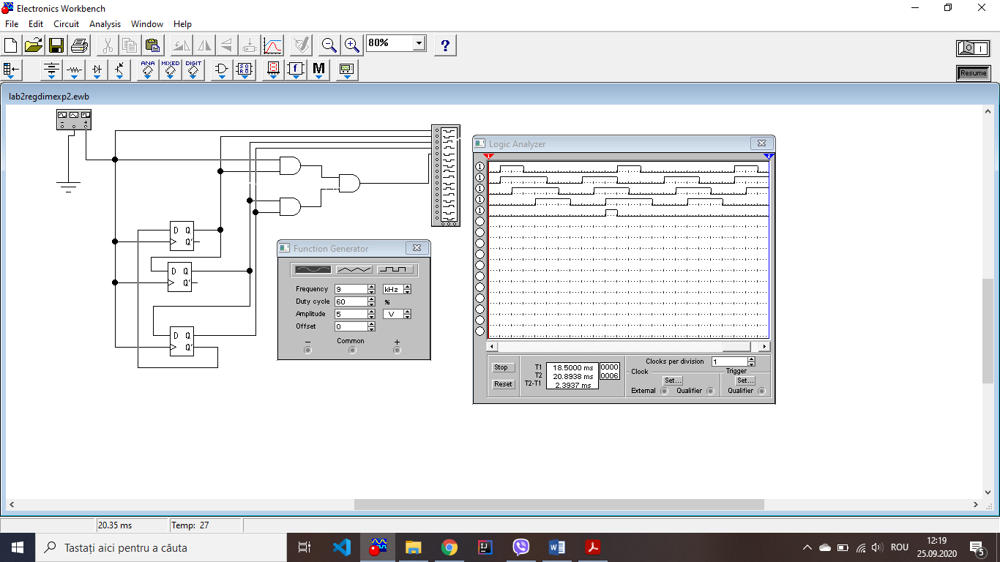 Electronics Workbench
File Edit Circuit Analysis Window Help
80% ?
ANA MIXED DIGIT f M
Resume
lab2regdimexp2.ewb
Logic Analyzer
1 2
1
1
1
1
1
D Q
Q'
D Q
Q'
D Q
Q'
Function Generator
Frequency 9 kHz
Duty cycle 60 %
Amplitude 5 V
Offset 0
− Common +
Clocks per division 1
Stop T1 18.5000 ms 0000
T2 20.8938 ms 0006
Reset T2-T1 2.3937 ms
Clock Trigger
Set... Set...
External Qualifier Qualifier
20.35 ms Temp: 27
Tastați aici pentru a căuta
ROU
12:19
25.09.2020
5